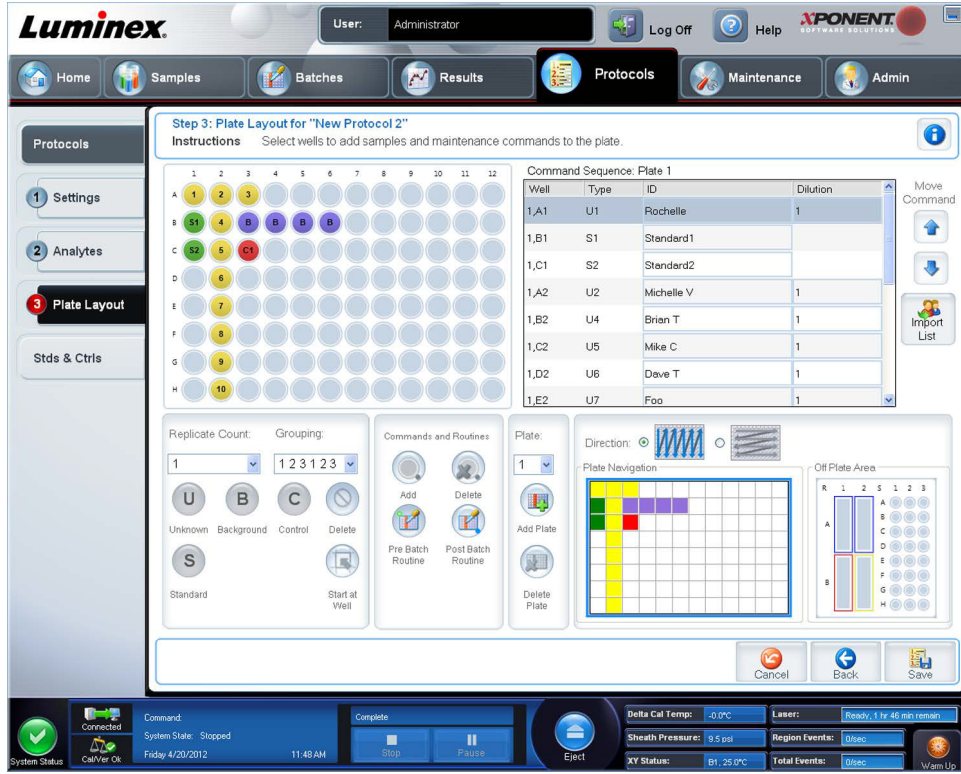 Luminex.
User: Administrator
Log Off
Help
XPONENT.
SOFTWARE SOLUTIONS
Home
Samples
Batches
Results
Protocols
Maintenance
Admin
Protocols
1 Settings
2 Analytes
3 Plate Layout
Stds & Ctrls
Step 3: Plate Layout for "New Protocol 2"
Instructions Select wells to add samples and maintenance commands to the plate.
1 2 3 4 5 6 7 8 9 10 11 12
A 1 2 3
B S1 4 B B B B
C S2 5 C1
D 6
E 7
F 8
G 9
H 10
Command Sequence: Plate 1
Well Type ID Dilution
1,A1 U1 Rochelle 1
1,B1 S1 Standard1
1,C1 S2 Standard2
1,A2 U2 Michelle V 1
1,B2 U4 Brian T 1
1,C2 U5 Mike C 1
1,D2 U6 Dave T 1
1,E2 U7 Foo 1
Move
Command
Import
List
Replicate Count: Grouping:
1 1 2 3 1 2 3
U B C
Unknown Background Control Delete
S
Standard Start at
Well
Commands and Routines
Add Delete
Pre Batch
Routine
Post Batch
Routine
Plate:
1
Add Plate
Delete
Plate
Direction:
Plate Navigation
Off Plate Area
R 1 2 S 1 2 3
A
B
A
B
C
D
E
F
G
H
Cancel
Back
Save
System Status
Connected
Cal/Ver Ok
Command:
System State: Stopped
Friday 4/20/2012 11:48 AM
Complete
Stop
Pause
Eject
Delta Cal Temp: -0.0°C
Sheath Pressure: 9.5 psi
XY Status: B1, 25.0°C
Laser: Ready, 1 hr 46 min remain
Region Events: 0/sec
Total Events: 0/sec
Warm Up